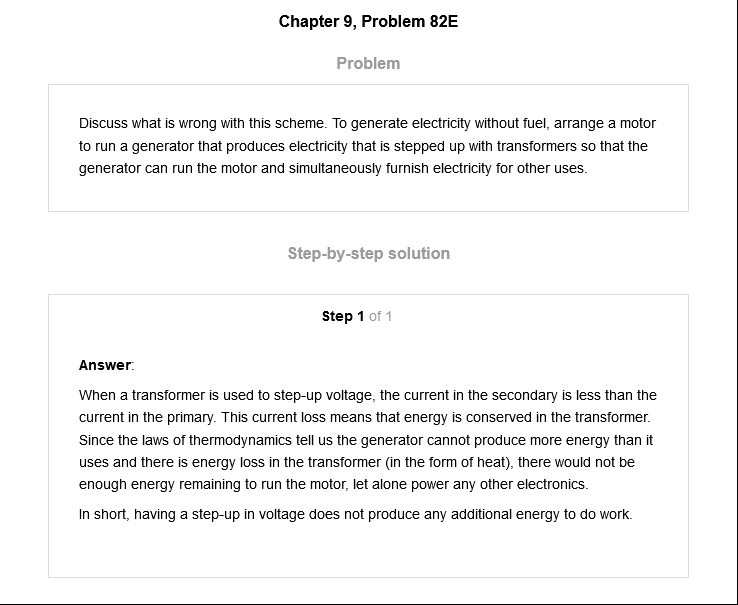 Chapter 9, Problem 82E
Problem
Discuss what is wrong with this scheme. To generate electricity without fuel, arrange a motor
to run a generator that produces electricity that is stepped up with transformers so that the
generator can run the motor and simultaneously furnish electricity for other uses.
Step-by-step solution
Step 1 of 1
Answer:
When a transformer is used to step-up voltage, the current in the secondary is less than the
current in the primary. This current loss means that energy is conserved in the transformer.
Since the laws of thermodynamics tell us the generator cannot produce more energy than it
uses and there is energy loss in the transformer (in the form of heat), there would not be
enough energy remaining to run the motor, let alone power any other electronics.
In short, having a step-up in voltage does not produce any additional energy to do work.